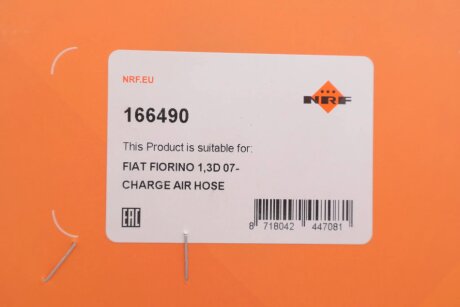 NRF.EU
NRF
166490
This Product is suitable for:
FIAT FIORINO 1,3D 07-
CHARGE AIR HOSE
EAC
8 718042 447081